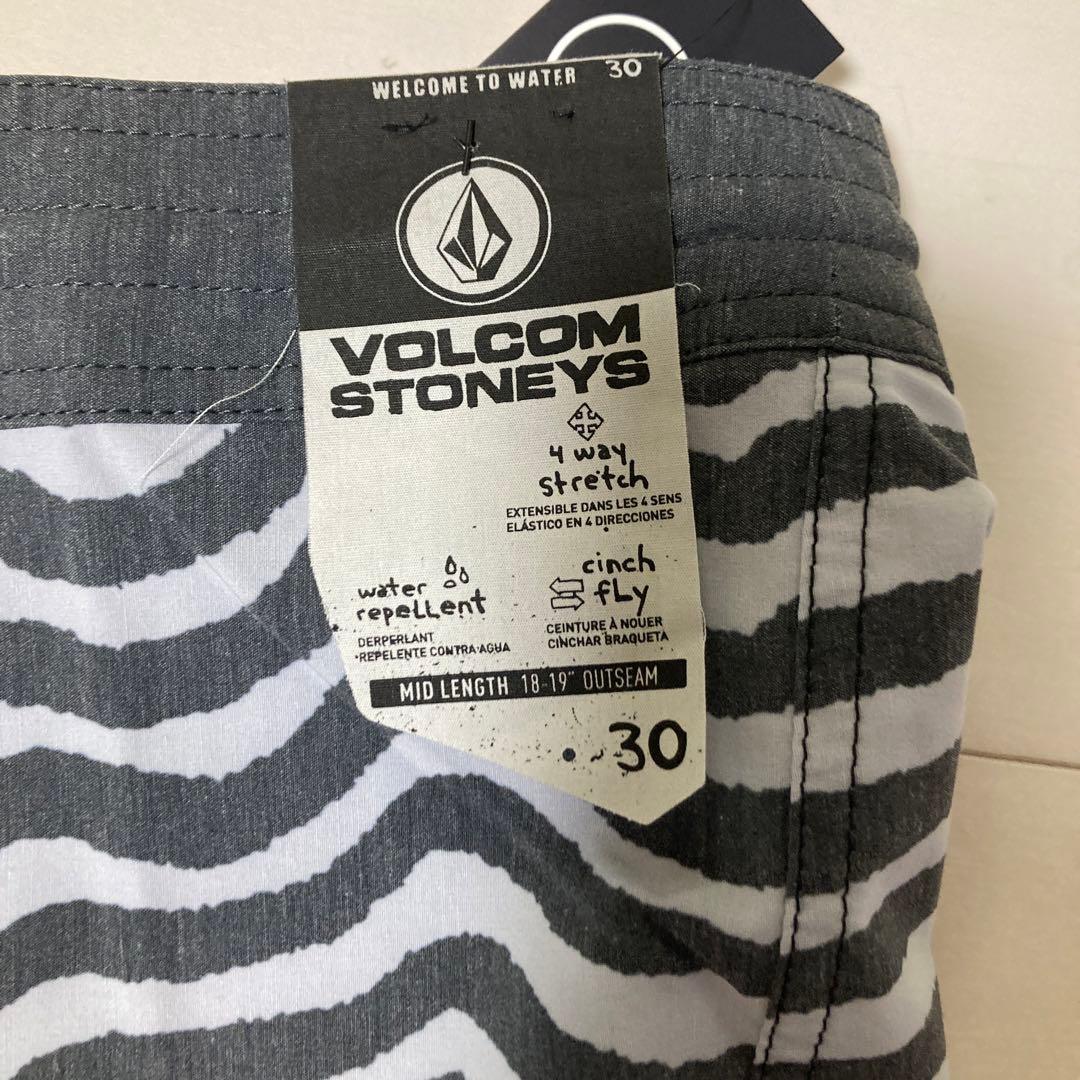 WELCOME TO WATER 30
VOLCOM
STONEYS
4 way
stretch
EXTENSIBLE DANS LES 4 SENS
ELÁSTICO EN 4 DIRECCIONES
water
repellent
DERPERLANT
REPELENTE CONTRA AGUA
cinch
fly
CEINTURE À NOUER
CINCHAR BRAQUETA
MID LENGTH 18-19" OUTSEAM
30